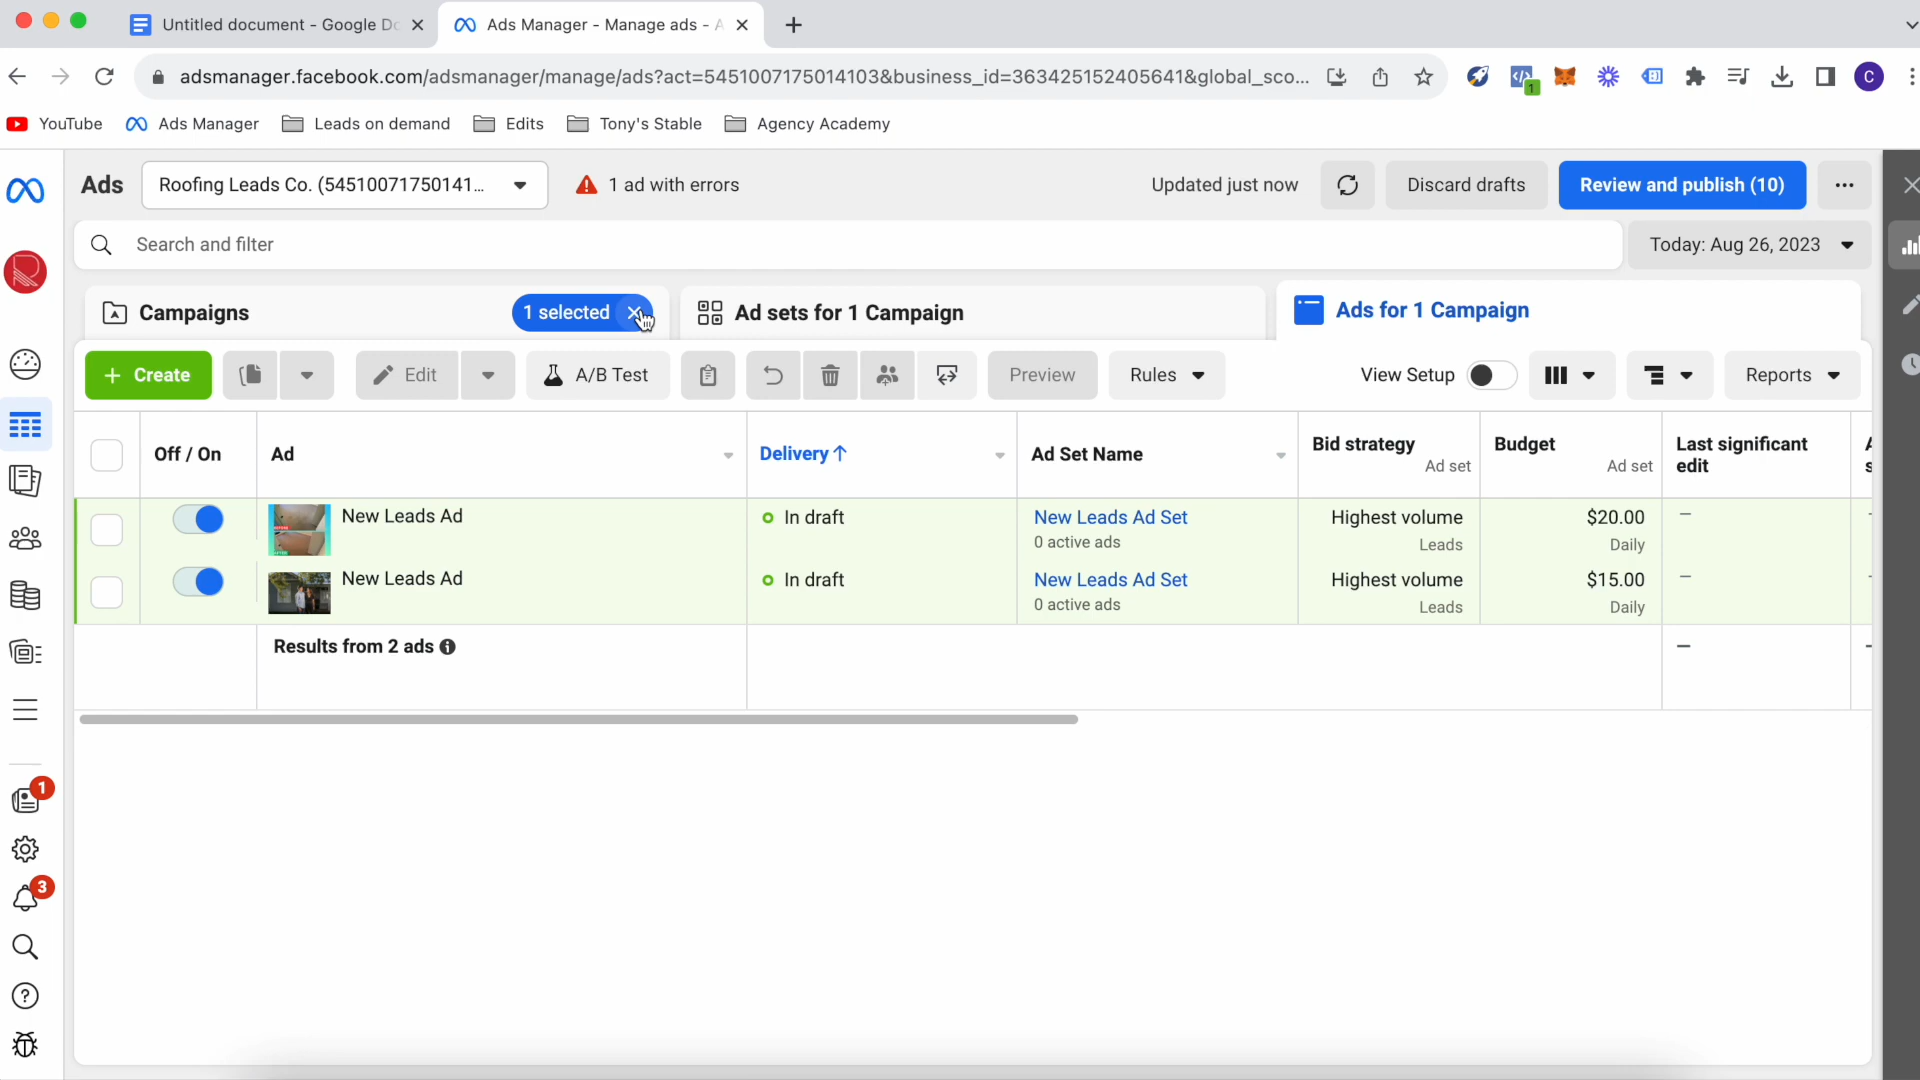 Untitled document - Google Do
Ads Manager - Manage ads - A
adsmanager.facebook.com/adsmanager/manage/ads?act=5451007175014103&business_id=363425152405641&global_sco...
1
C
YouTube
Ads Manager
Leads on demand
Edits
Tony's Stable
Agency Academy
Ads
Roofing Leads Co. (54510071750141...
1 ad with errors
Updated just now
Discard drafts
Review and publish (10)
Search and filter
Today: Aug 26, 2023
Campaigns
1 selected
Ad sets for 1 Campaign
Ads for 1 Campaign
+ Create
Edit
A/B Test
Preview
Rules
View Setup
Reports
Off / On
Ad
Delivery ↑
Ad Set Name
Bid strategy
Ad set
Budget
Ad set
Last significant
edit
New Leads Ad
In draft
New Leads Ad Set
0 active ads
Highest volume
Leads
$20.00
Daily
–
New Leads Ad
In draft
New Leads Ad Set
0 active ads
Highest volume
Leads
$15.00
Daily
–
Results from 2 ads
–
1
3